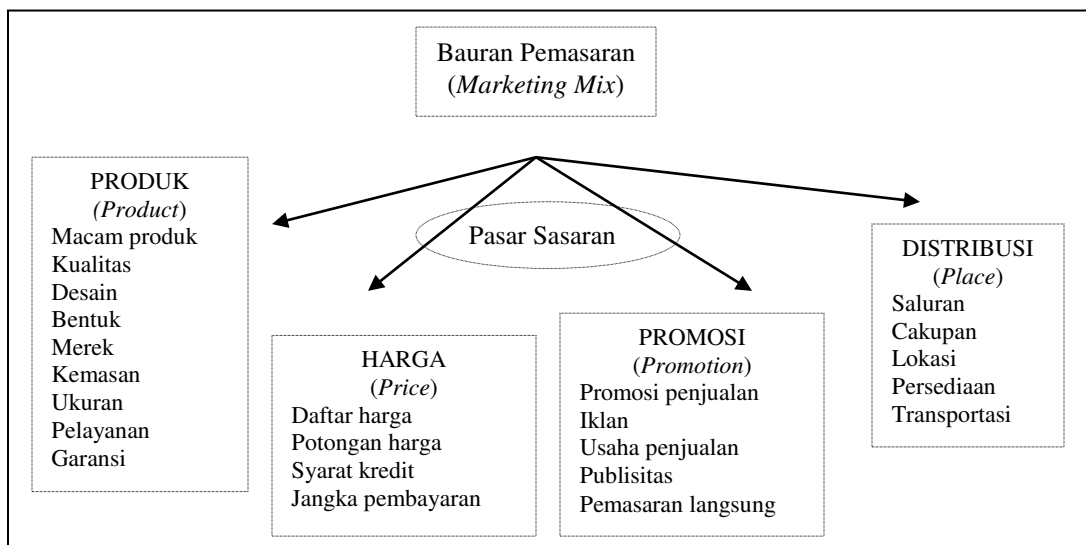 Bauran Pemasaran
(Marketing Mix)
PRODUK
(Product)
Macam produk
Kualitas
Desain
Bentuk
Merek
Kemasan
Ukuran
Pelayanan
Garansi
Pasar Sasaran
HARGA
(Price)
Daftar harga
Potongan harga
Syarat kredit
Jangka pembayaran
PROMOSI
(Promotion)
Promosi penjualan
Iklan
Usaha penjualan
Publisitas
Pemasaran langsung
DISTRIBUSI
(Place)
Saluran
Cakupan
Lokasi
Persediaan
Transportasi